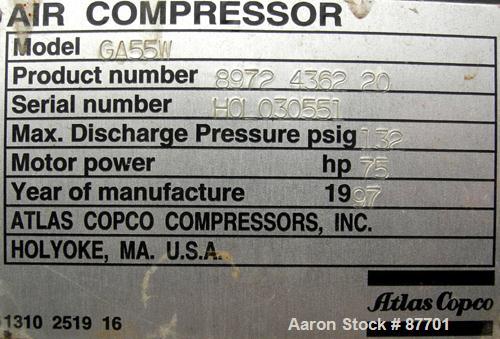 AIR COMPRESSOR
Model GA55W
Product number 8972 4362 20
Serial number HOL030551
Max. Discharge Pressure psig 132
Motor power hp 75
Year of manufacture 1997
ATLAS COPCO COMPRESSORS, INC.
HOLYOKE, MA. U.S.A.
Atlas Copco
1310 2519 16
Aaron Stock # 87701